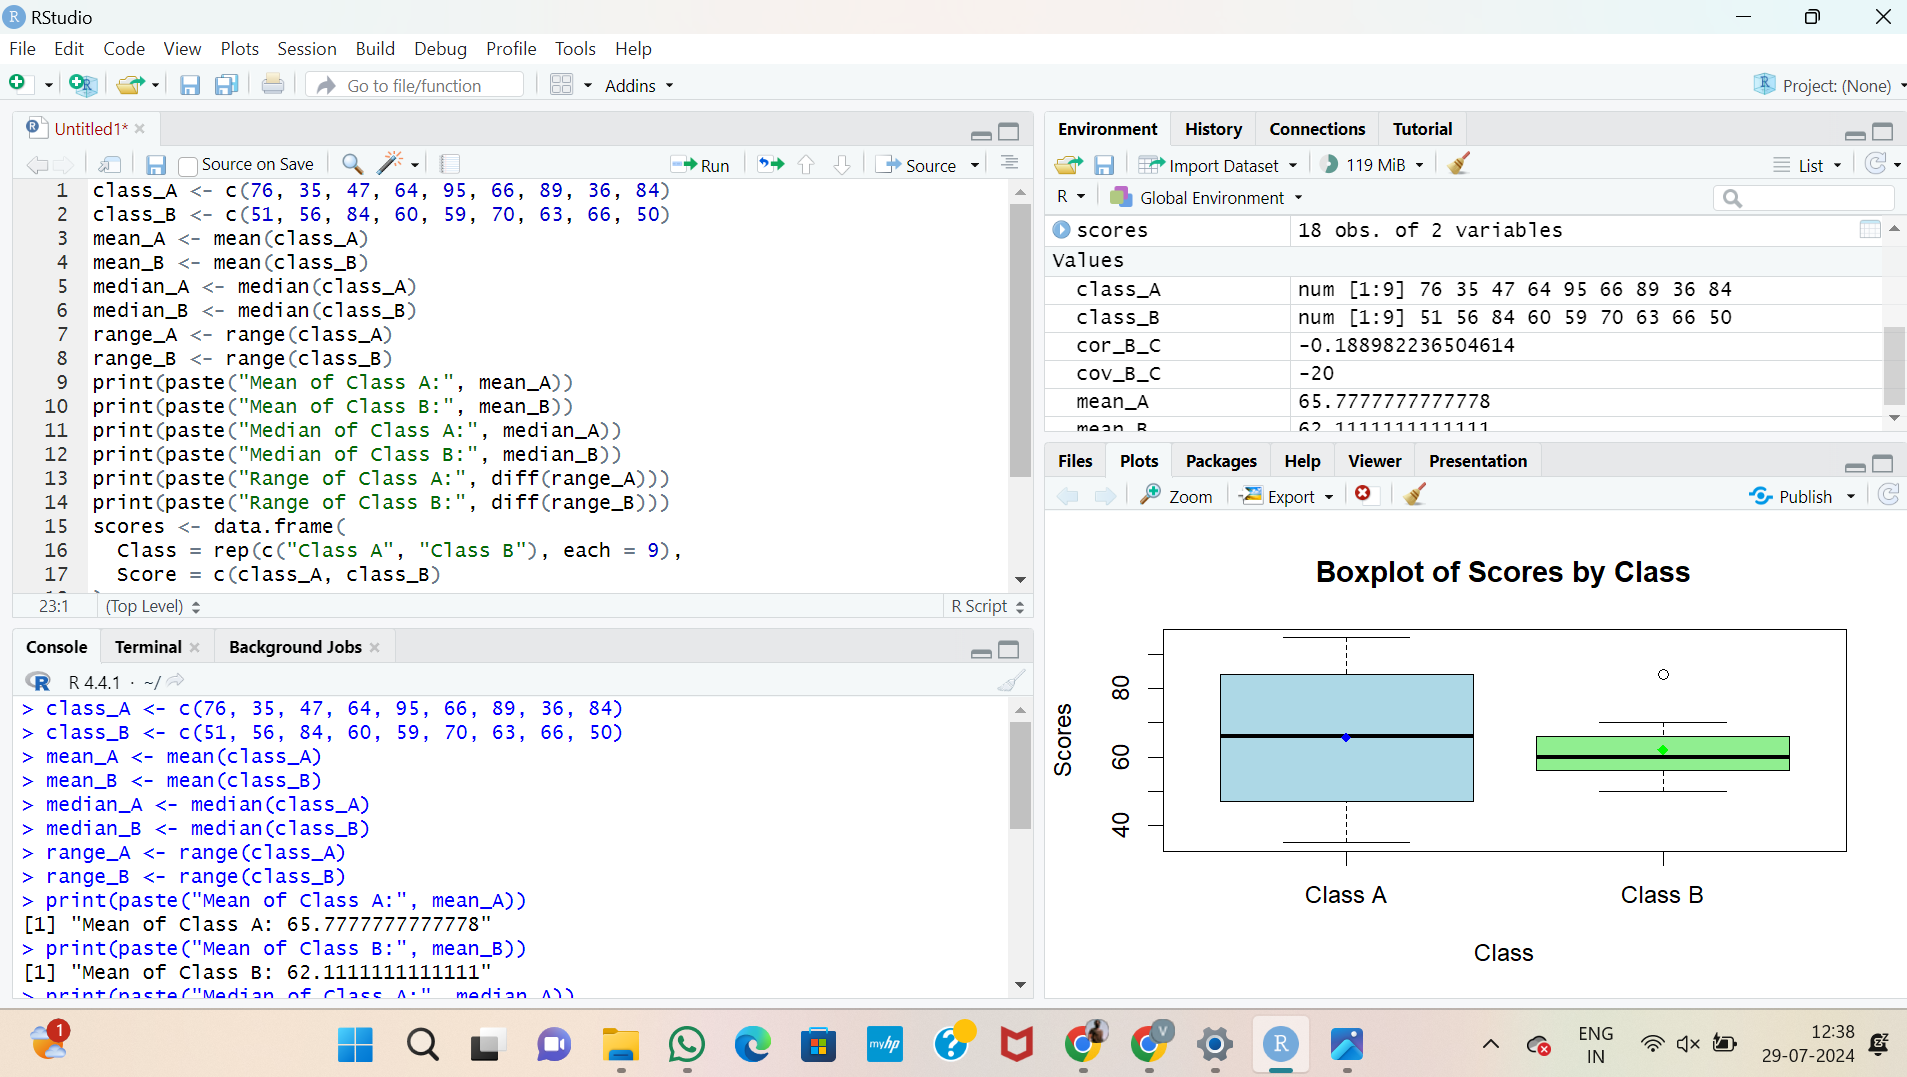 RStudio
File Edit Code View Plots Session Build Debug Profile Tools Help
Go to file/function Addins Project: (None)
Untitled1*
Source on Save Run Source
1 class_A <- c(76, 35, 47, 64, 95, 66, 89, 36, 84)
2 class_B <- c(51, 56, 84, 60, 59, 70, 63, 66, 50)
3 mean_A <- mean(class_A)
4 mean_B <- mean(class_B)
5 median_A <- median(class_A)
6 median_B <- median(class_B)
7 range_A <- range(class_A)
8 range_B <- range(class_B)
9 print(paste("Mean of Class A:", mean_A))
10 print(paste("Mean of Class B:", mean_B))
11 print(paste("Median of Class A:", median_A))
12 print(paste("Median of Class B:", median_B))
13 print(paste("Range of Class A:", diff(range_A)))
14 print(paste("Range of Class B:", diff(range_B)))
15 scores <- data.frame(
16 Class = rep(c("Class A", "Class B"), each = 9),
17 Score = c(class_A, class_B)
23:1 (Top Level) R Script
Console Terminal Background Jobs
R 4.4.1 · ~/
> class_A <- c(76, 35, 47, 64, 95, 66, 89, 36, 84)
> class_B <- c(51, 56, 84, 60, 59, 70, 63, 66, 50)
> mean_A <- mean(class_A)
> mean_B <- mean(class_B)
> median_A <- median(class_A)
> median_B <- median(class_B)
> range_A <- range(class_A)
> range_B <- range(class_B)
> print(paste("Mean of Class A:", mean_A))
[1] "Mean of Class A: 65.7777777777778"
> print(paste("Mean of Class B:", mean_B))
[1] "Mean of Class B: 62.1111111111111"
> print(paste("Median of Class A:", median_A))
Environment History Connections Tutorial
Import Dataset 119 MiB List
R Global Environment
scores 18 obs. of 2 variables
Values
class_A num [1:9] 76 35 47 64 95 66 89 36 84
class_B num [1:9] 51 56 84 60 59 70 63 66 50
cor_B_C -0.188982236504614
cov_B_C -20
mean_A 65.7777777777778
mean_B 62.1111111111111
Files Plots Packages Help Viewer Presentation
Zoom Export Publish
Boxplot of Scores by Class
Scores
80
60
40
Class A Class B
Class
1
myhp
V
R
ENG
IN
12:38
29-07-2024